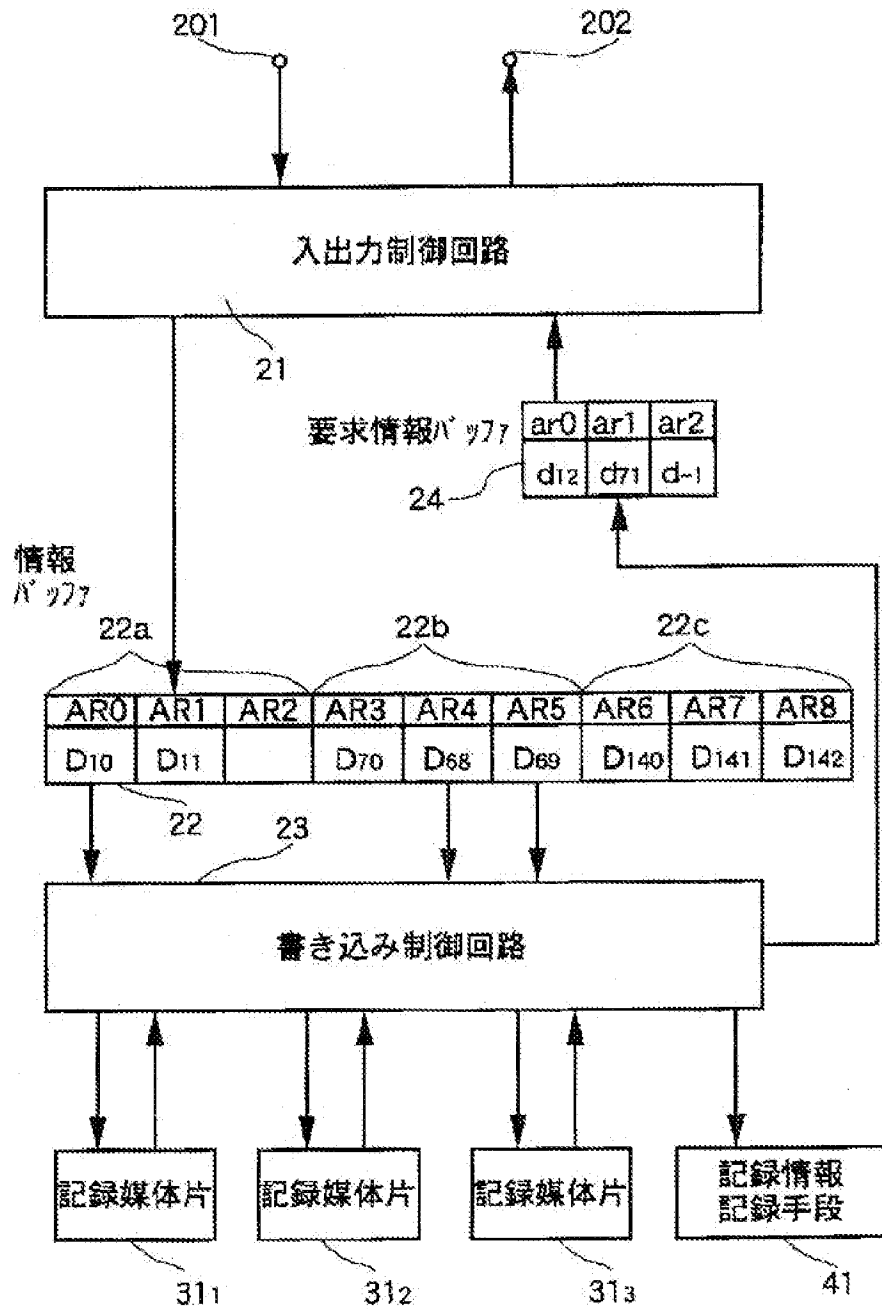 201
202
入出力制御回路
21
要求情報バッファ
ar0 ar1 ar2
d12 d71 d-1
24
情報
バッファ
22a 22b 22c
AR0 AR1 AR2 AR3 AR4 AR5 AR6 AR7 AR8
D10 D11 D70 D68 D69 D140 D141 D142
22
23
書き込み制御回路
記録媒体片
記録媒体片
記録媒体片
記録情報
記録手段
311
312
313
41